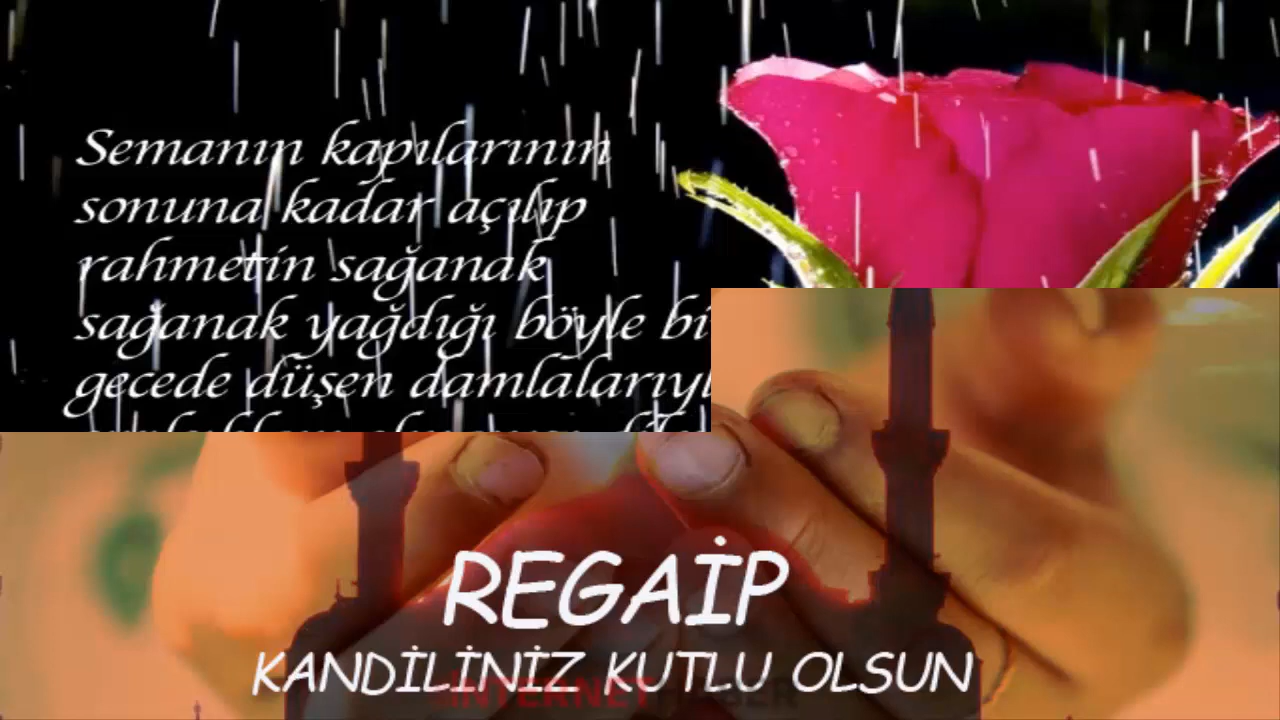 Semanın kapılarının
sonuna kadar açılıp
rahmetin sağanak
sağanak yağdığı böyle bi
gecede düşen damlalarıyl
REGAİP
KANDİLİNİZ KUTLU OLSUN
INTERNETHABER